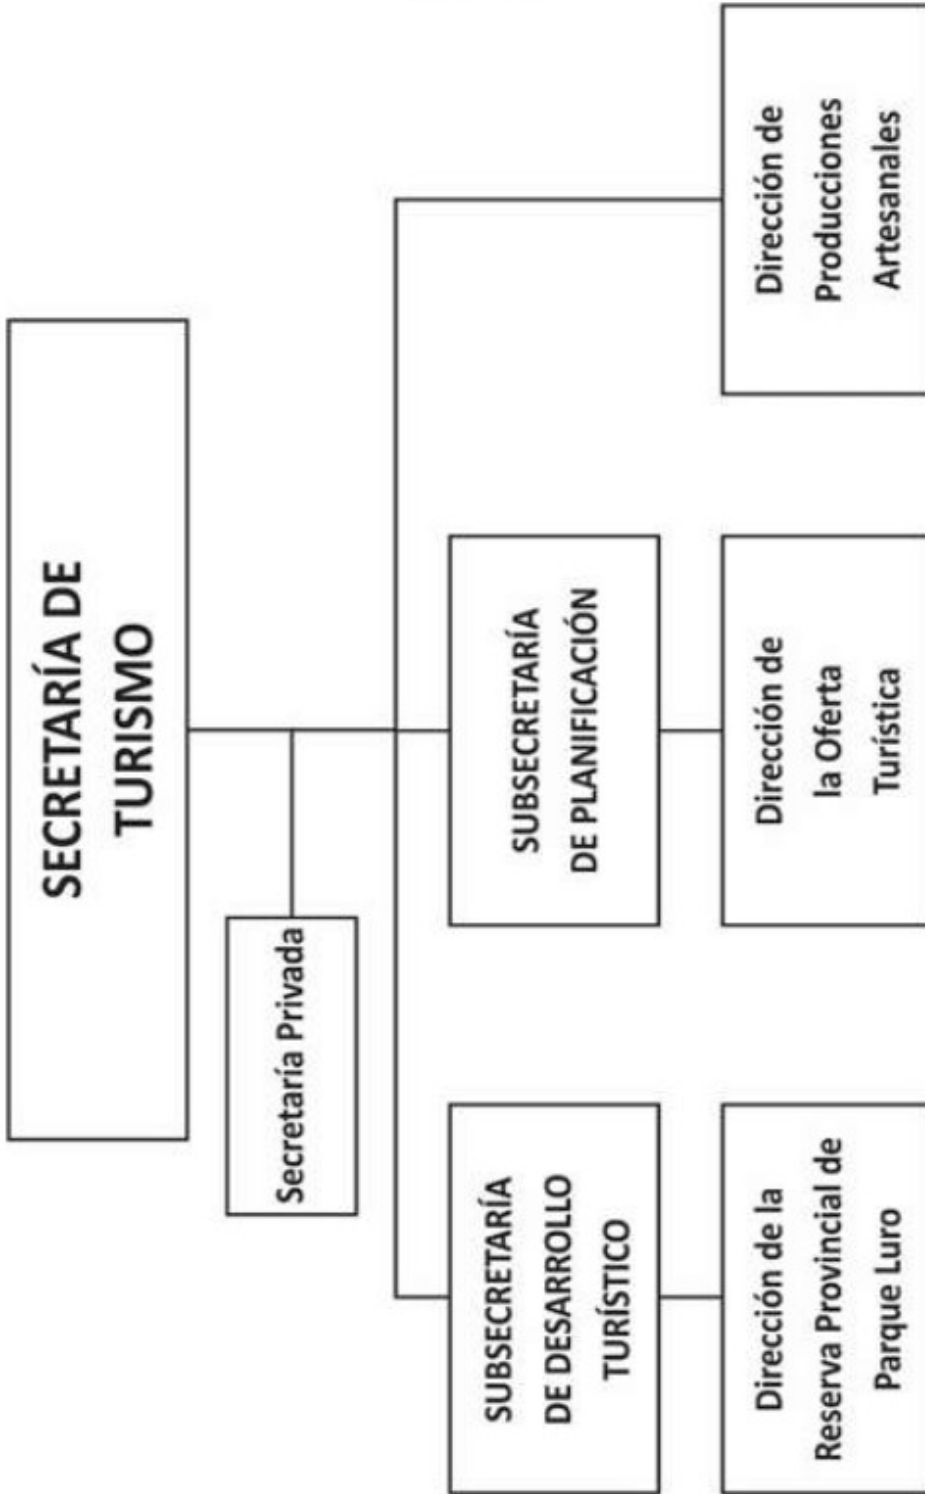 SECRETARÍA DE
TURISMO
Secretaría Privada
SUBSECRETARÍA
DE DESARROLLO
TURÍSTICO
SUBSECRETARÍA
DE PLANIFICACIÓN
Dirección de la
Reserva Provincial de
Parque Luro
Dirección de
la Oferta
Turística
Dirección de
Producciones
Artesanales